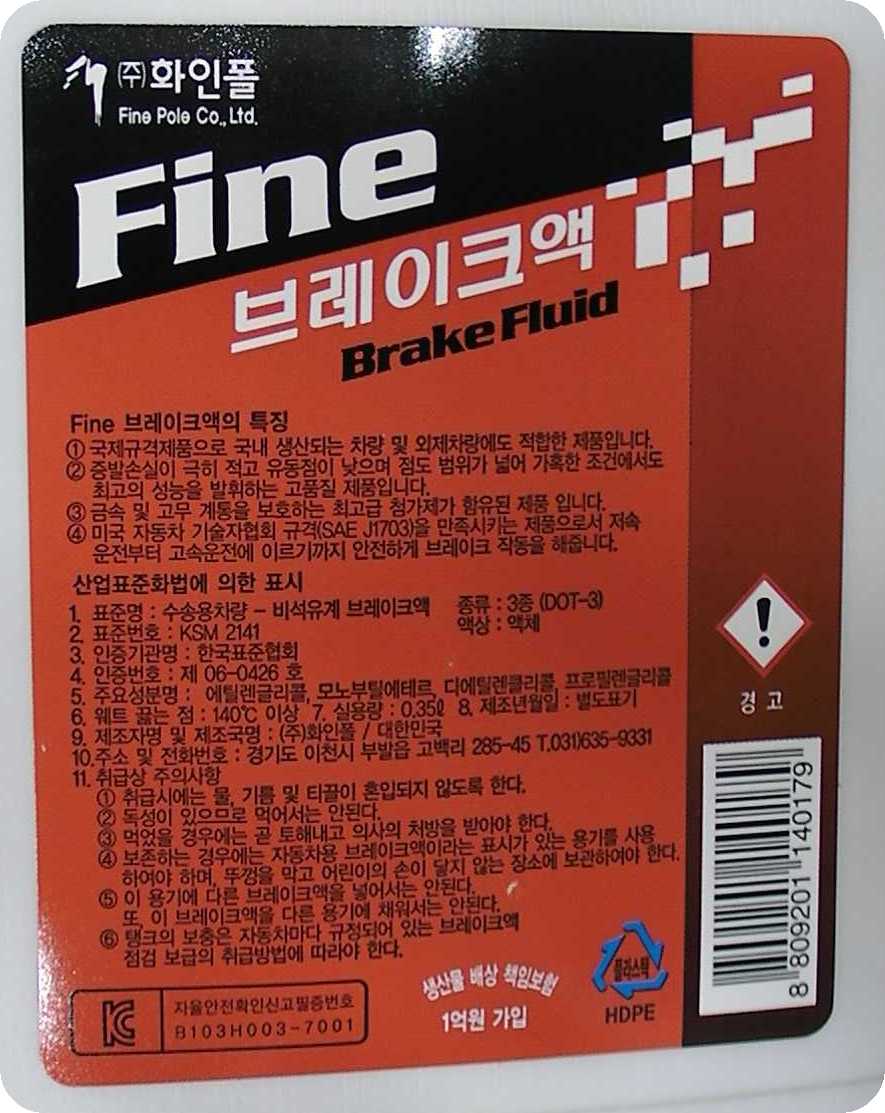 (주)화인폴
Fine Pole Co., Ltd.
Fine
브레이크액
Brake Fluid
Fine 브레이크액의 특징
① 국제규격제품으로 국내 생산되는 차량 및 외제차량에도 적합한 제품입니다.
② 증발손실이 극히 적고 유동점이 낮으며 점도 범위가 넓어 가혹한 조건에서도
최고의 성능을 발휘하는 고품질 제품입니다.
③ 금속 및 고무 계통을 보호하는 최고급 첨가제가 함유된 제품 입니다.
④ 미국 자동차 기술자협회 규격(SAE J1703)을 만족시키는 제품으로서 저속
운전부터 고속운전에 이르기까지 안전하게 브레이크 작동을 해줍니다.
산업표준화법에 의한 표시
1. 표준명 : 수송용차량 - 비석유계 브레이크액 종류 : 3종 (DOT-3)
2. 표준번호 : KSM 2141 액상 : 액체
3. 인증기관명 : 한국표준협회
4. 인증번호 : 제 06-0426 호
5. 주요성분명 : 에틸렌글리콜, 모노부틸에테르, 디에틸렌클리콜, 프로필렌글리콜
6. 웨트 끓는 점 : 140℃ 이상 7. 실용량 : 0.35ℓ 8. 제조년월일 : 별도표기
9. 제조자명 및 제조국명 : (주)화인폴 / 대한민국
10.주소 및 전화번호 : 경기도 이천시 부발읍 고백리 285-45 T.031)635-9331
11. 취급상 주의사항
① 취급시에는 물, 기름 및 티끌이 혼입되지 않도록 한다.
② 독성이 있으므로 먹어서는 안된다.
③ 먹었을 경우에는 곧 토해내고 의사의 처방을 받아야 한다.
④ 보존하는 경우에는 자동차용 브레이크액이라는 표시가 있는 용기를 사용
하여야 하며, 뚜껑을 막고 어린이의 손이 닿지 않는 장소에 보관하여야 한다.
⑤ 이 용기에 다른 브레이크액을 넣어서는 안된다.
또, 이 브레이크액을 다른 용기에 채워서는 안된다.
⑥ 탱크의 보충은 자동차마다 규정되어 있는 브레이크액
점검 보급의 취급방법에 따라야 한다.
경 고
8 809201 140179
자율안전확인신고필증번호
B103H003-7001
생산물 배상 책임보험
1억원 가입
플라스틱
HDPE